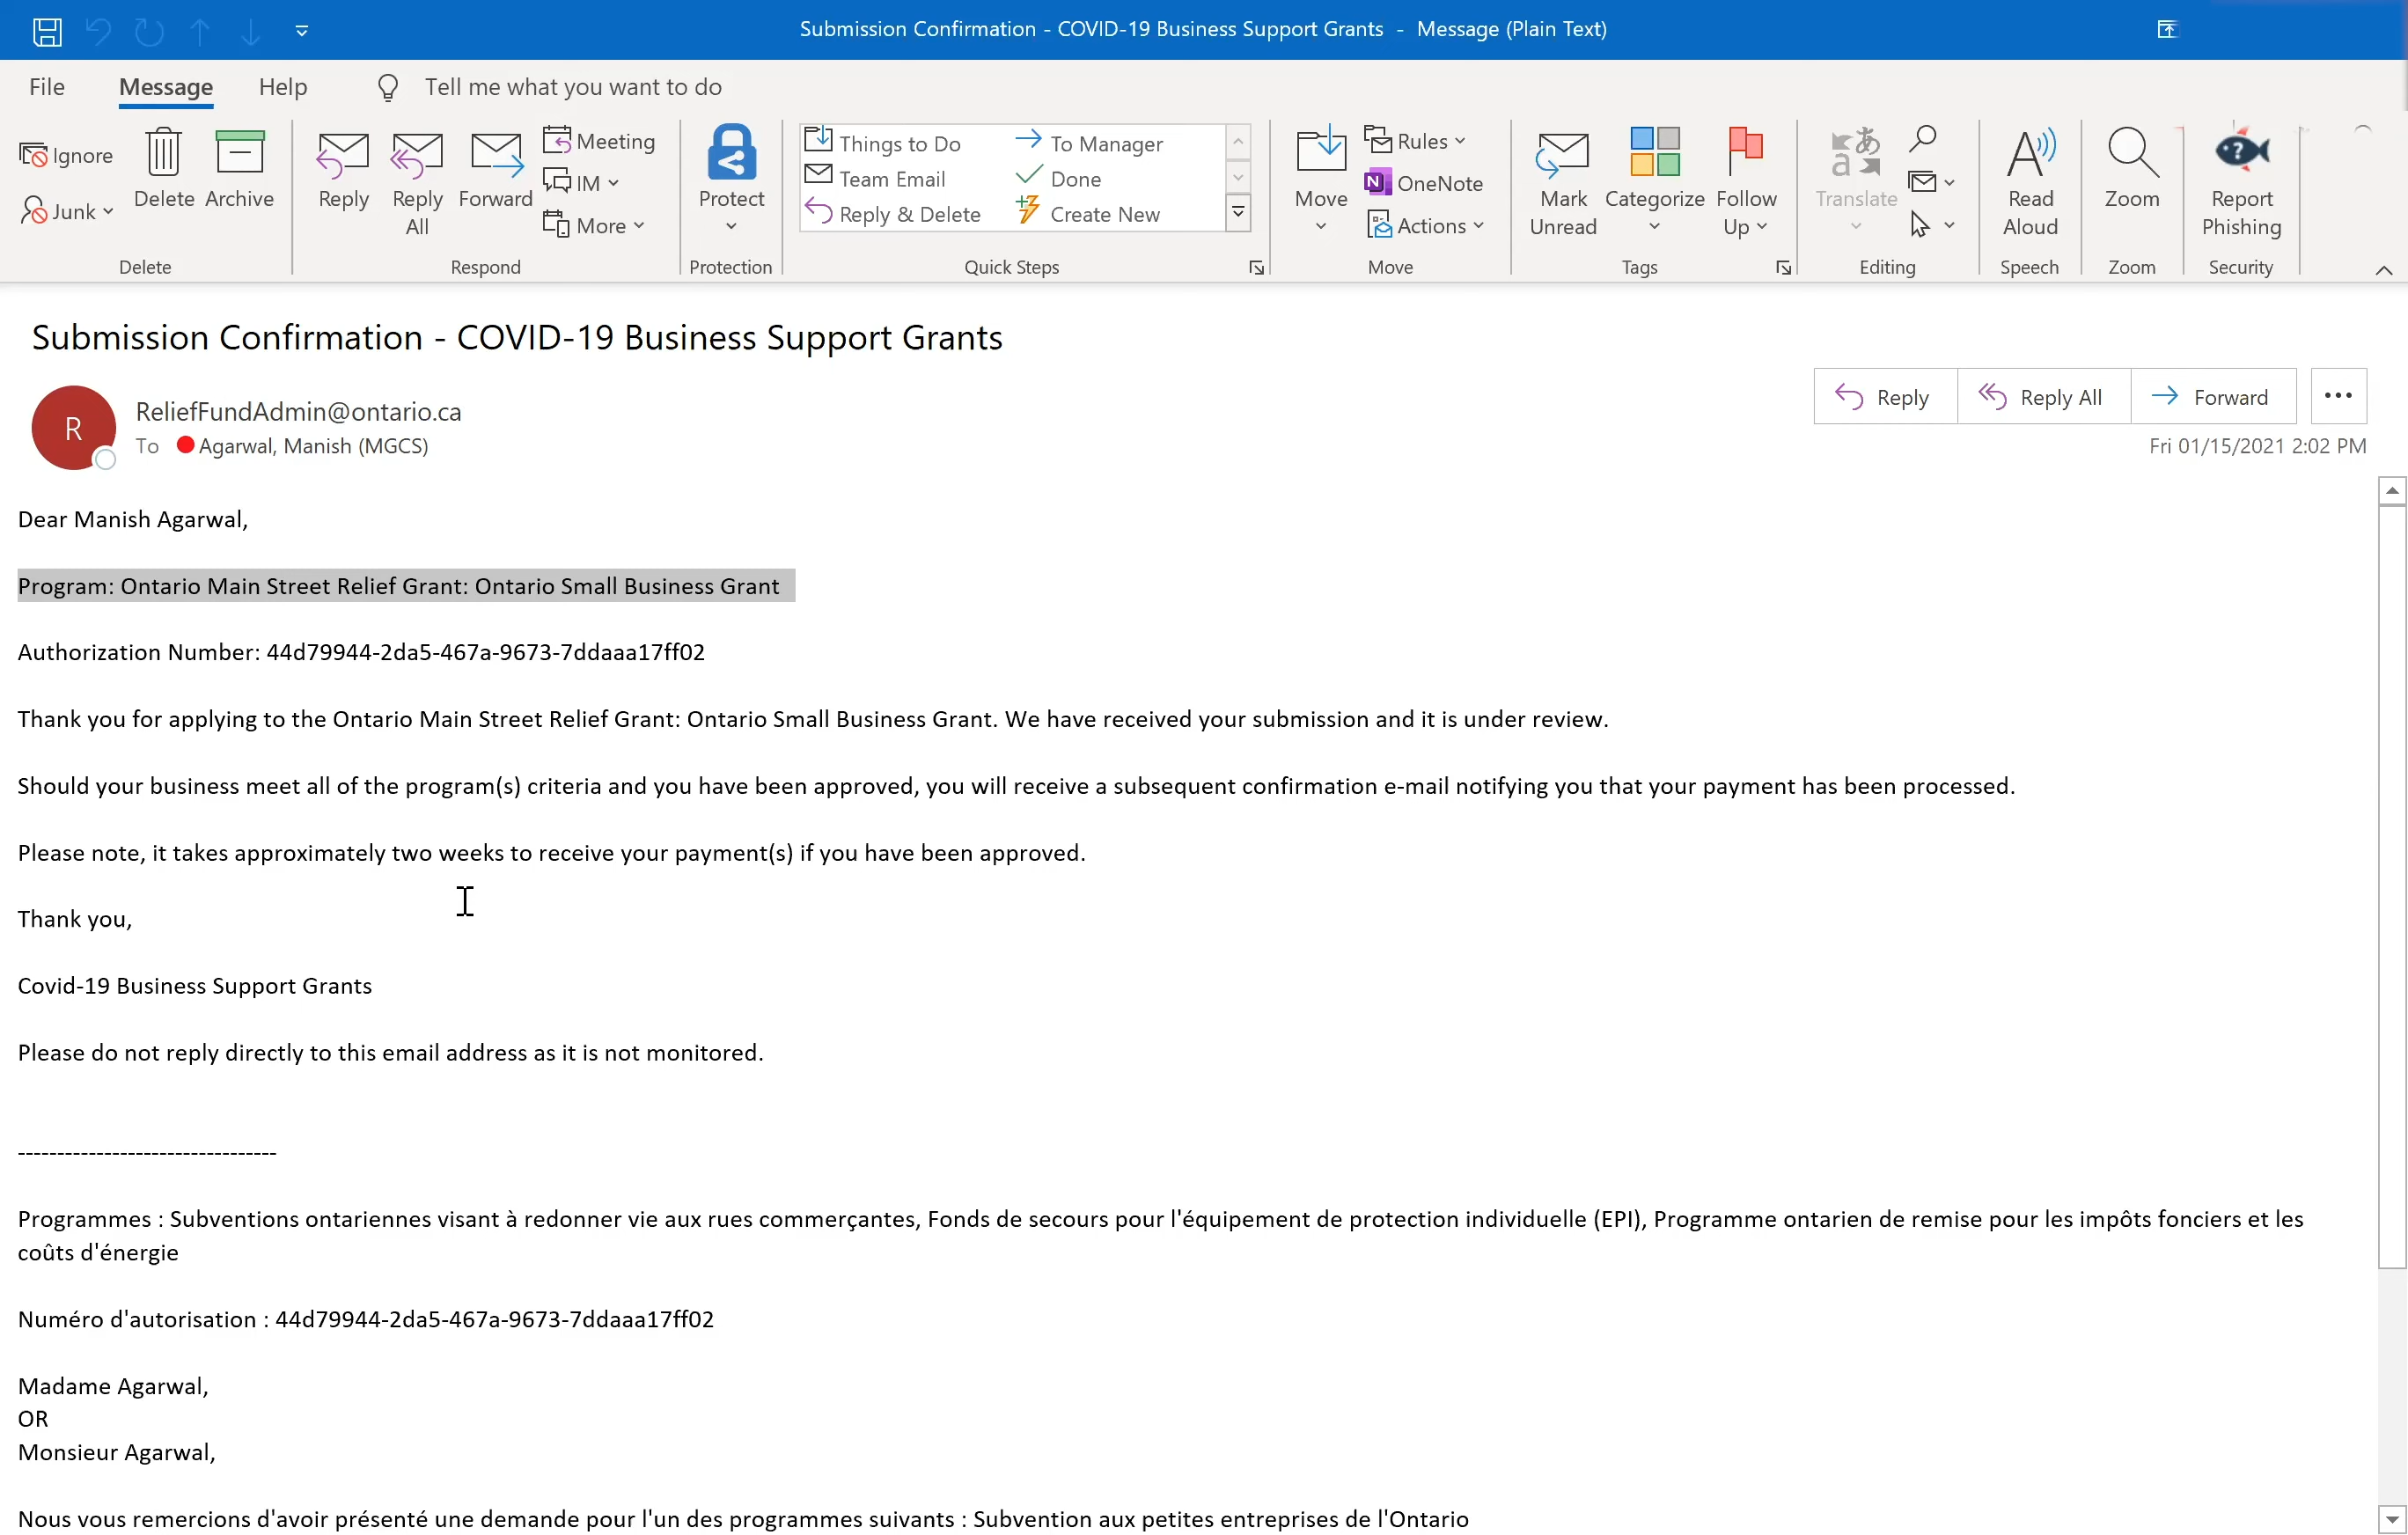 Submission Confirmation - COVID-19 Business Support Grants - Message (Plain Text)
File Message Help Tell me what you want to do
Ignore
Junk
Delete
Archive
Delete
Reply
Reply All
Forward
Meeting
IM
More
Respond
Protect
Protection
Things to Do
Team Email
Reply & Delete
To Manager
Done
Create New
Quick Steps
Move
Rules
OneNote
Actions
Move
Mark Unread
Categorize
Follow Up
Tags
Translate
Editing
Read Aloud
Speech
Zoom
Zoom
Report Phishing
Security
Submission Confirmation - COVID-19 Business Support Grants
R
ReliefFundAdmin@ontario.ca
To Agarwal, Manish (MGCS)
Reply Reply All Forward
Fri 01/15/2021 2:02 PM
Dear Manish Agarwal,
Program: Ontario Main Street Relief Grant: Ontario Small Business Grant
Authorization Number: 44d79944-2da5-467a-9673-7ddaaa17ff02
Thank you for applying to the Ontario Main Street Relief Grant: Ontario Small Business Grant. We have received your submission and it is under review.
Should your business meet all of the program(s) criteria and you have been approved, you will receive a subsequent confirmation e-mail notifying you that your payment has been processed.
Please note, it takes approximately two weeks to receive your payment(s) if you have been approved.
Thank you,
Covid-19 Business Support Grants
Please do not reply directly to this email address as it is not monitored.
---------------------------------
Programmes : Subventions ontariennes visant à redonner vie aux rues commerçantes, Fonds de secours pour l'équipement de protection individuelle (EPI), Programme ontarien de remise pour les impôts fonciers et les
coûts d'énergie
Numéro d'autorisation : 44d79944-2da5-467a-9673-7ddaaa17ff02
Madame Agarwal,
OR
Monsieur Agarwal,
Nous vous remercions d'avoir présenté une demande pour l'un des programmes suivants : Subvention aux petites entreprises de l'Ontario